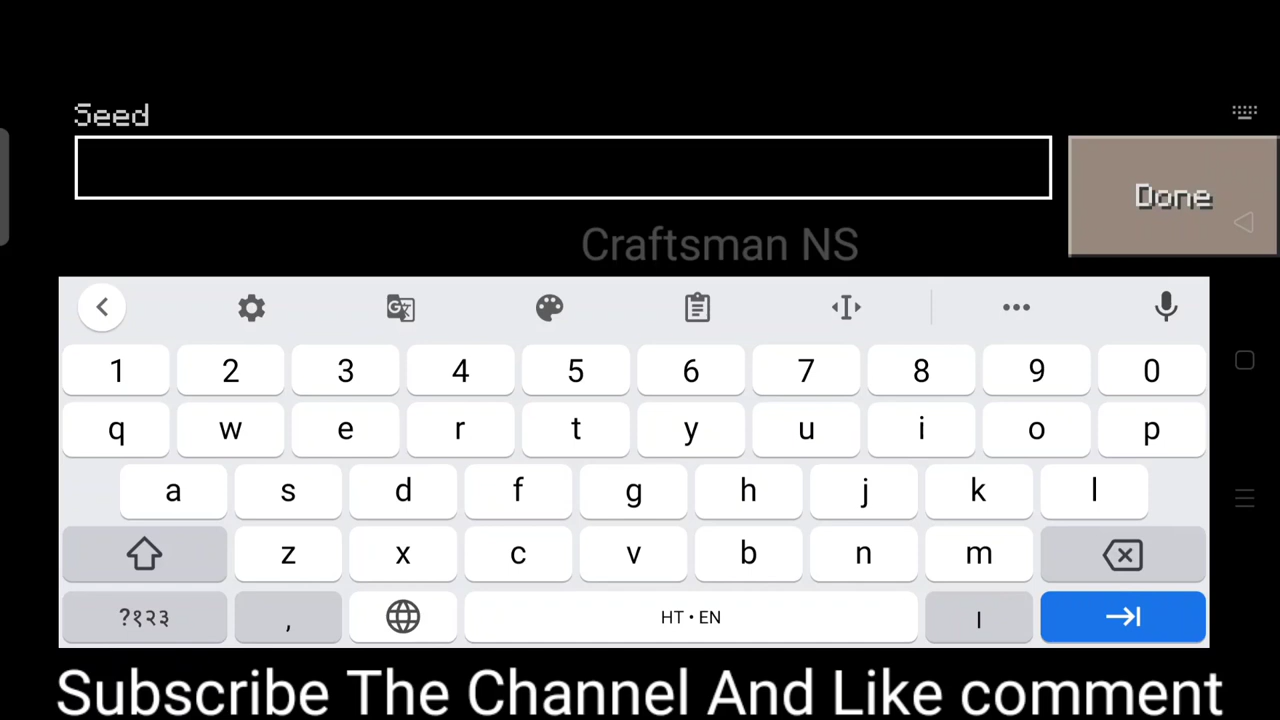 Seed
Done
Craftsman NS
1 2 3 4 5 6 7 8 9 0
q w e r t y u i o p
a s d f g h j k l
z x c v b n m
?१२३ , HT • EN ।
Subscribe The Channel And Like comment